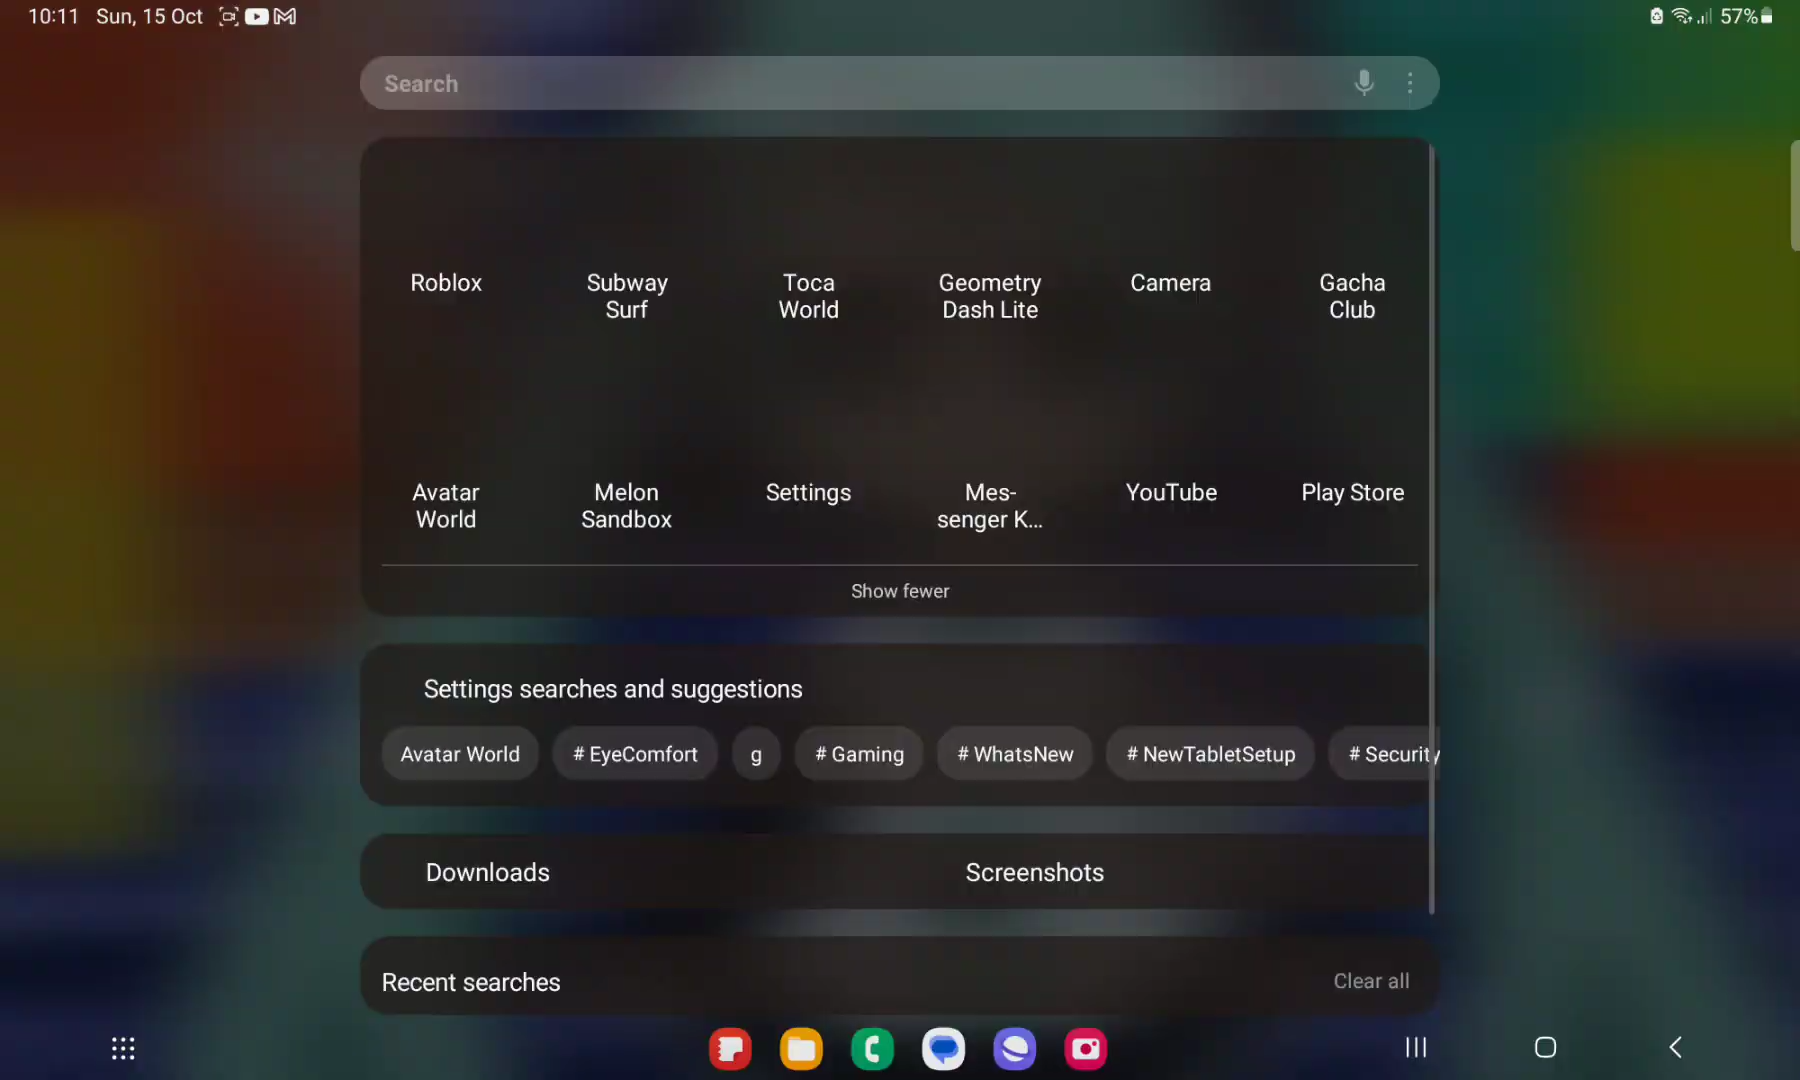 10:11 Sun, 15 Oct
57%
Search
Roblox
Subway
Surf
Toca
World
Geometry
Dash Lite
Camera
Gacha
Club
Avatar
World
Melon
Sandbox
Settings
Mes-
senger K...
YouTube
Play Store
Show fewer
Settings searches and suggestions
Avatar World
# EyeComfort
g
# Gaming
# WhatsNew
# NewTabletSetup
# Security
Downloads
Screenshots
Recent searches
Clear all